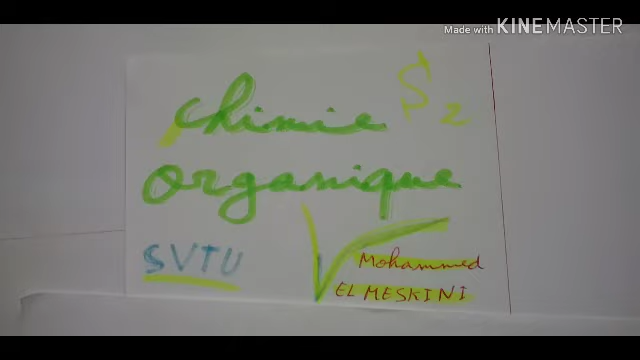 Made with KINEMASTER
chimie S2
organique
SVTU
Mohammed
EL MESKINI